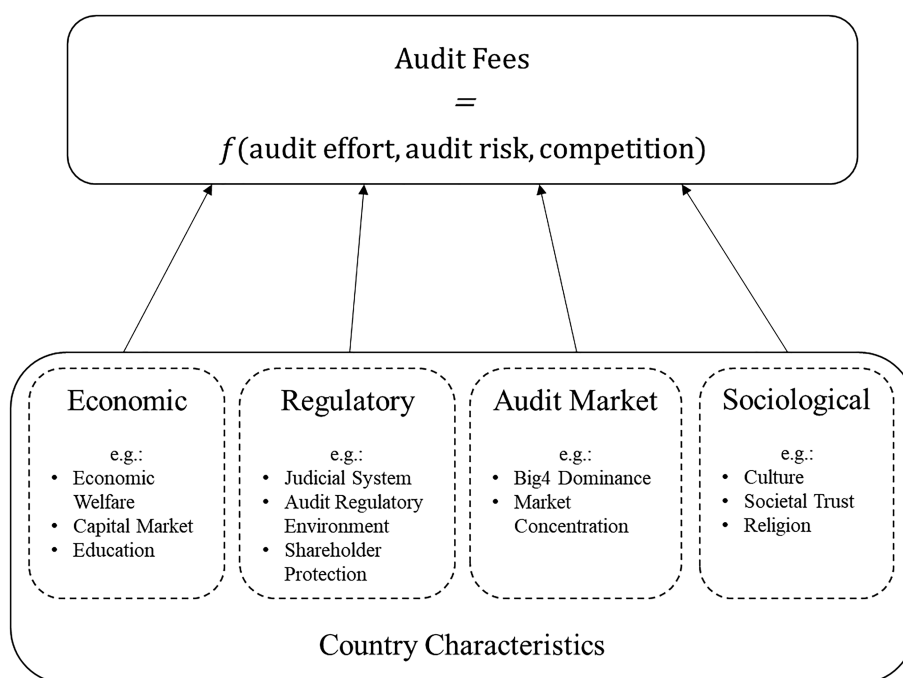 Audit Fees
=
f (audit effort, audit risk, competition)
Economic
e.g.:
• Economic
Welfare
• Capital Market
• Education
Regulatory
e.g.:
• Judicial System
• Audit Regulatory
Environment
• Shareholder
Protection
Audit Market
e.g.:
• Big4 Dominance
• Market
Concentration
Sociological
e.g.:
• Culture
• Societal Trust
• Religion
Country Characteristics